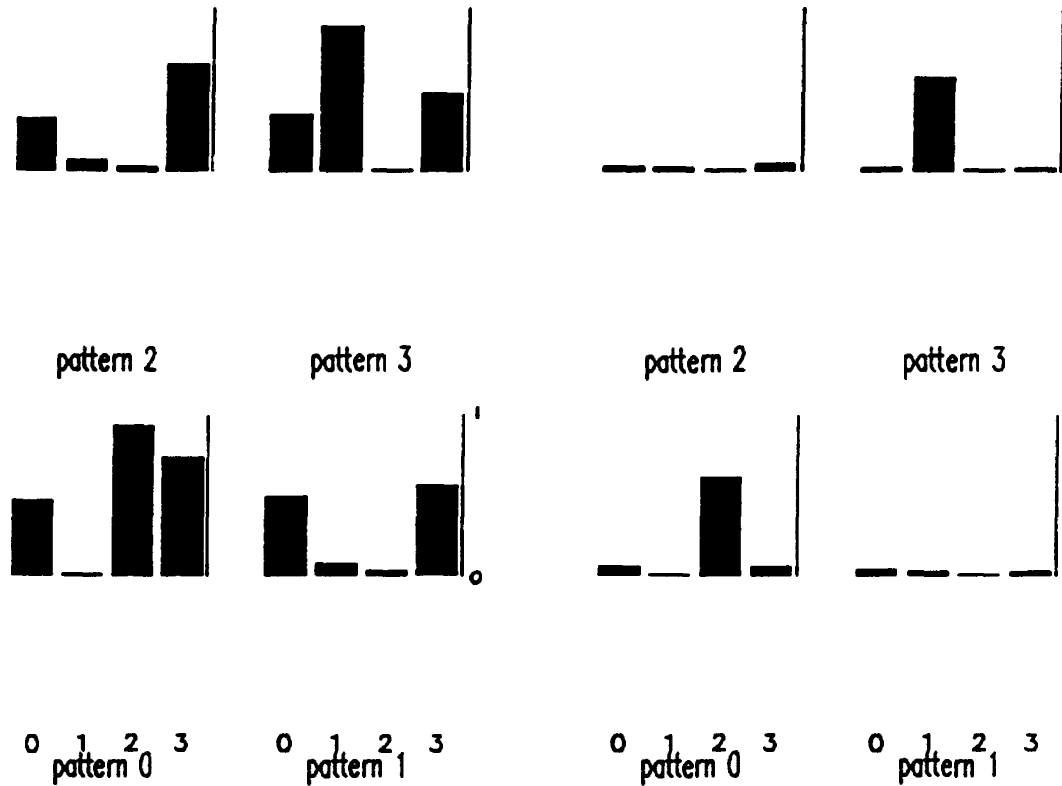 pattern 2 pattern 3 pattern 2 pattern 3
1
0
0 1 2 3 0 1 2 3 0 1 2 3 0 1 2 3
pattern 0 pattern 1 pattern 0 pattern 1